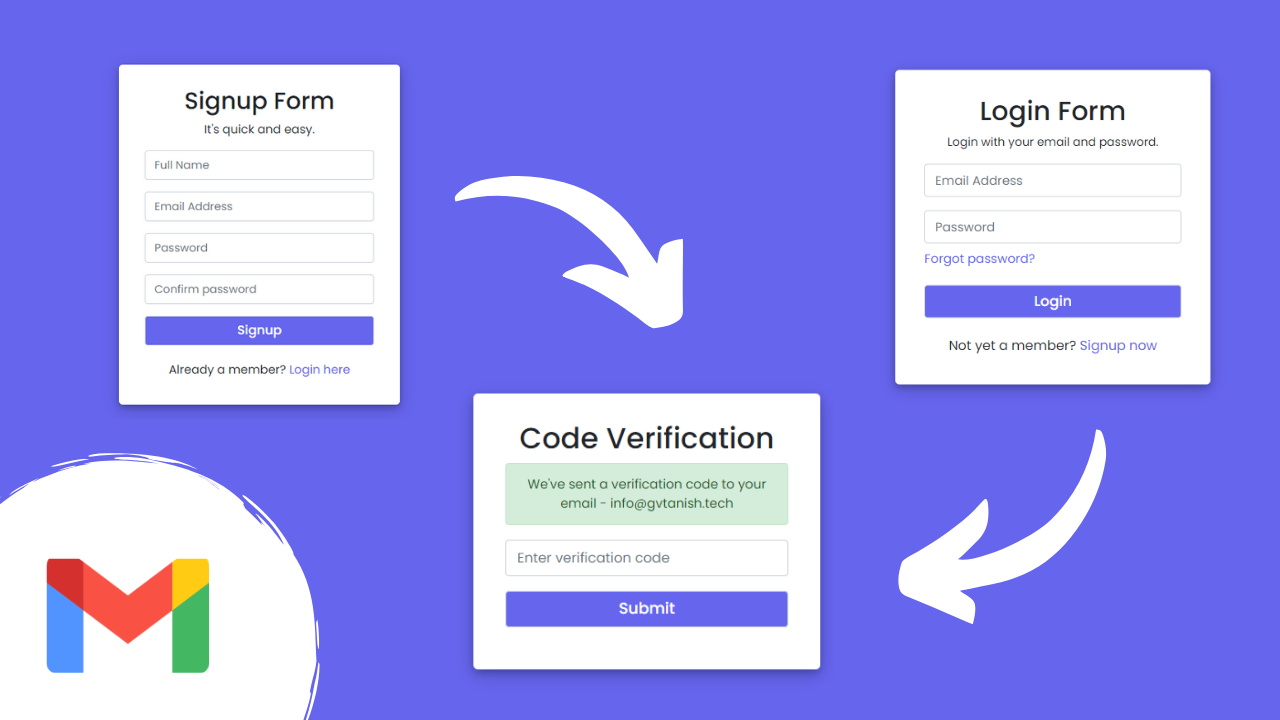 Signup Form
It's quick and easy.
Full Name
Email Address
Password
Confirm password
Signup
Already a member? Login here
Login Form
Login with your email and password.
Email Address
Password
Forgot password?
Login
Not yet a member? Signup now
Code Verification
We've sent a verification code to your
email - info@gvtanish.tech
Enter verification code
Submit